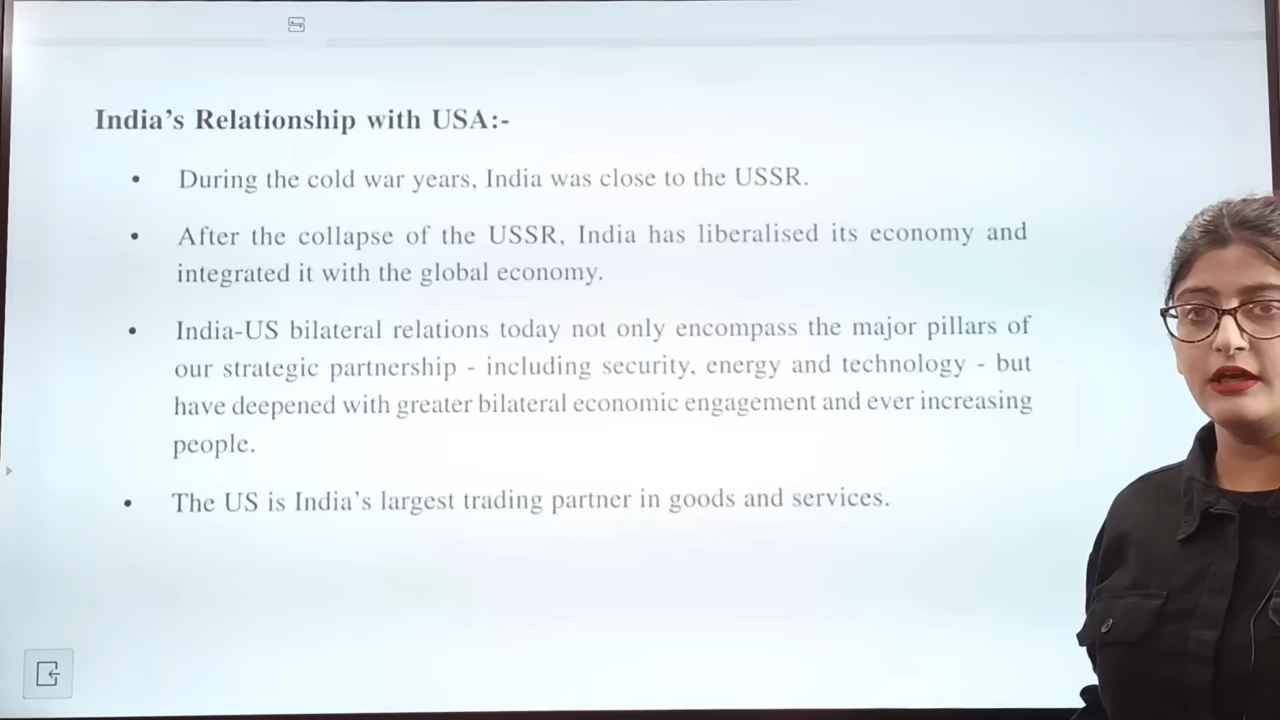 India's Relationship with USA:-
• During the cold war years, India was close to the USSR.
• After the collapse of the USSR, India has liberalised its economy and
integrated it with the global economy.
• India-US bilateral relations today not only encompass the major pillars of
our strategic partnership - including security, energy and technology - but
have deepened with greater bilateral economic engagement and ever increasing
people.
• The US is India's largest trading partner in goods and services.